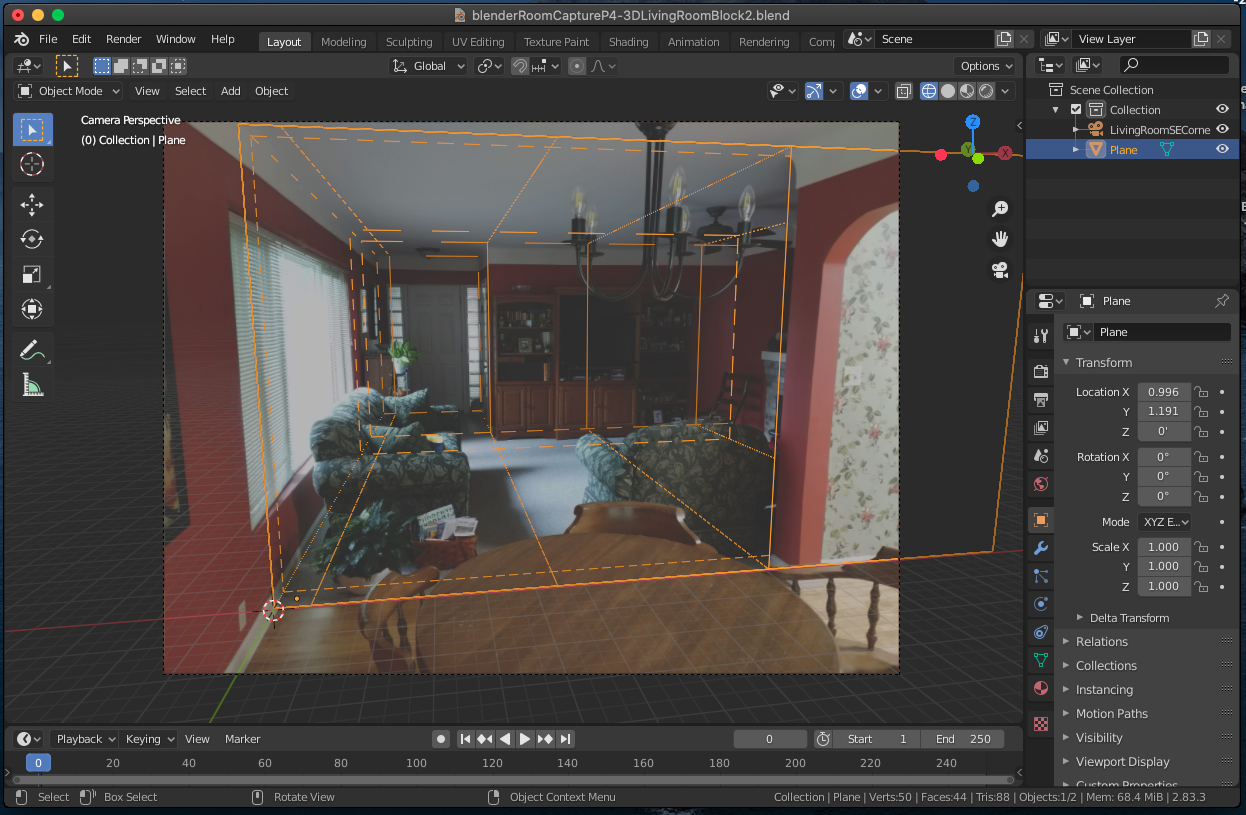 blenderRoomCaptureP4-3DLivingRoomBlock2.blend
File Edit Render Window Help Layout Modeling Sculpting UV Editing Texture Paint Shading Animation Rendering Comp Scene View Layer
Global Options
Object Mode View Select Add Object
Camera Perspective
(0) Collection | Plane
Z
Y
X
Scene Collection
Collection
LivingRoomSECorne
Plane
Plane
Plane
Transform
Location X 0.996
Y 1.191
Z 0'
Rotation X 0°
Y 0°
Z 0°
Mode XYZ E...
Scale X 1.000
Y 1.000
Z 1.000
Delta Transform
Relations
Collections
Instancing
Motion Paths
Visibility
Viewport Display
Custom Properties
Playback Keying View Marker 0 Start 1 End 250
0 20 40 60 80 100 120 140 160 180 200 220 240
Select Box Select Rotate View Object Context Menu Collection | Plane | Verts:50 | Faces:44 | Tris:88 | Objects:1/2 | Mem: 68.4 MiB | 2.83.3